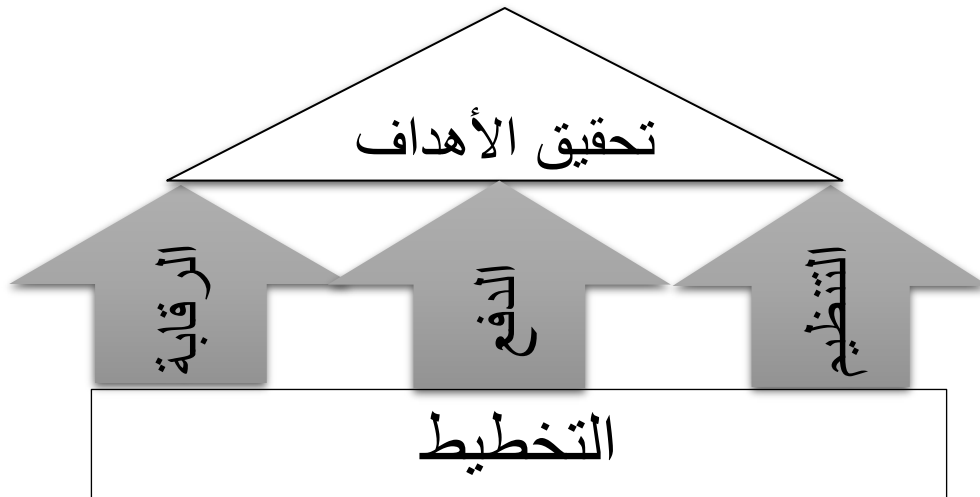 تحقيق الأهداف
التنظيم
الدفع
الرقابة
التخطيط